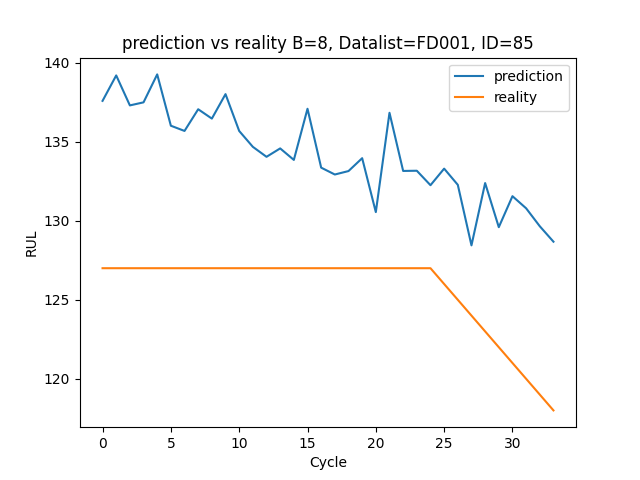 prediction vs reality B=8, Datalist=FD001, ID=85
prediction
reality
RUL
140
135
130
125
120
0 5 10 15 20 25 30
Cycle